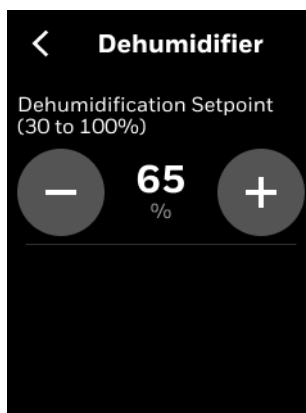 Dehumidifier
Dehumidification Setpoint
(30 to 100%)
65
%